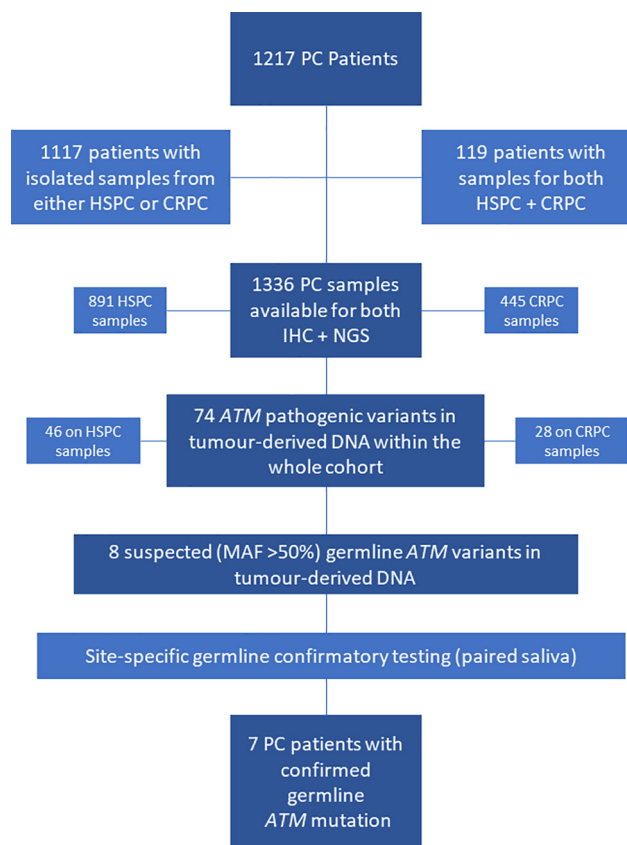 1217 PC Patients
1117 patients with
isolated samples from
either HSPC or CRPC
119 patients with
samples for both
HSPC + CRPC
891 HSPC
samples
1336 PC samples
available for both
IHC + NGS
445 CRPC
samples
46 on HSPC
samples
74 ATM pathogenic variants in
tumour-derived DNA within the
whole cohort
28 on CRPC
samples
8 suspected (MAF >50%) germline ATM variants in
tumour-derived DNA
Site-specific germline confirmatory testing (paired saliva)
7 PC patients with
confirmed
germline
ATM mutation